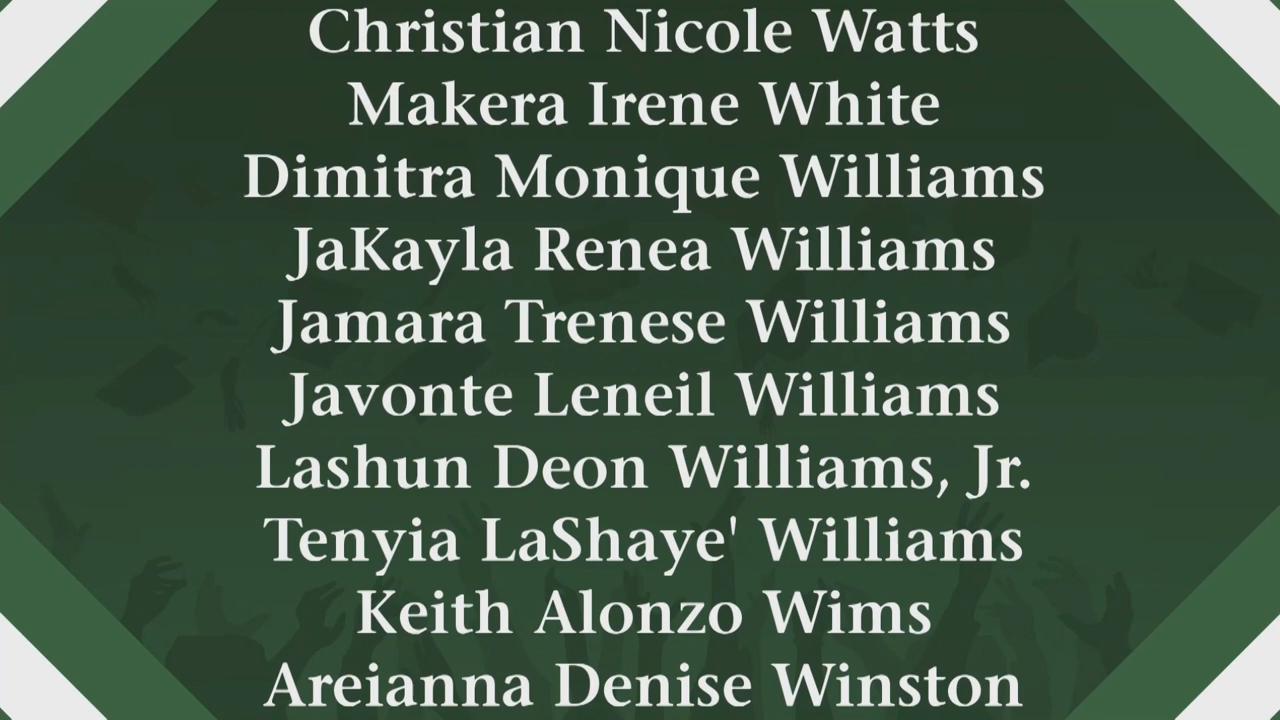 Christian Nicole Watts
Makera Irene White
Dimitra Monique Williams
JaKayla Renea Williams
Jamara Trenese Williams
Javonte Leneil Williams
Lashun Deon Williams, Jr.
Tenyia LaShaye' Williams
Keith Alonzo Wims
Areianna Denise Winston